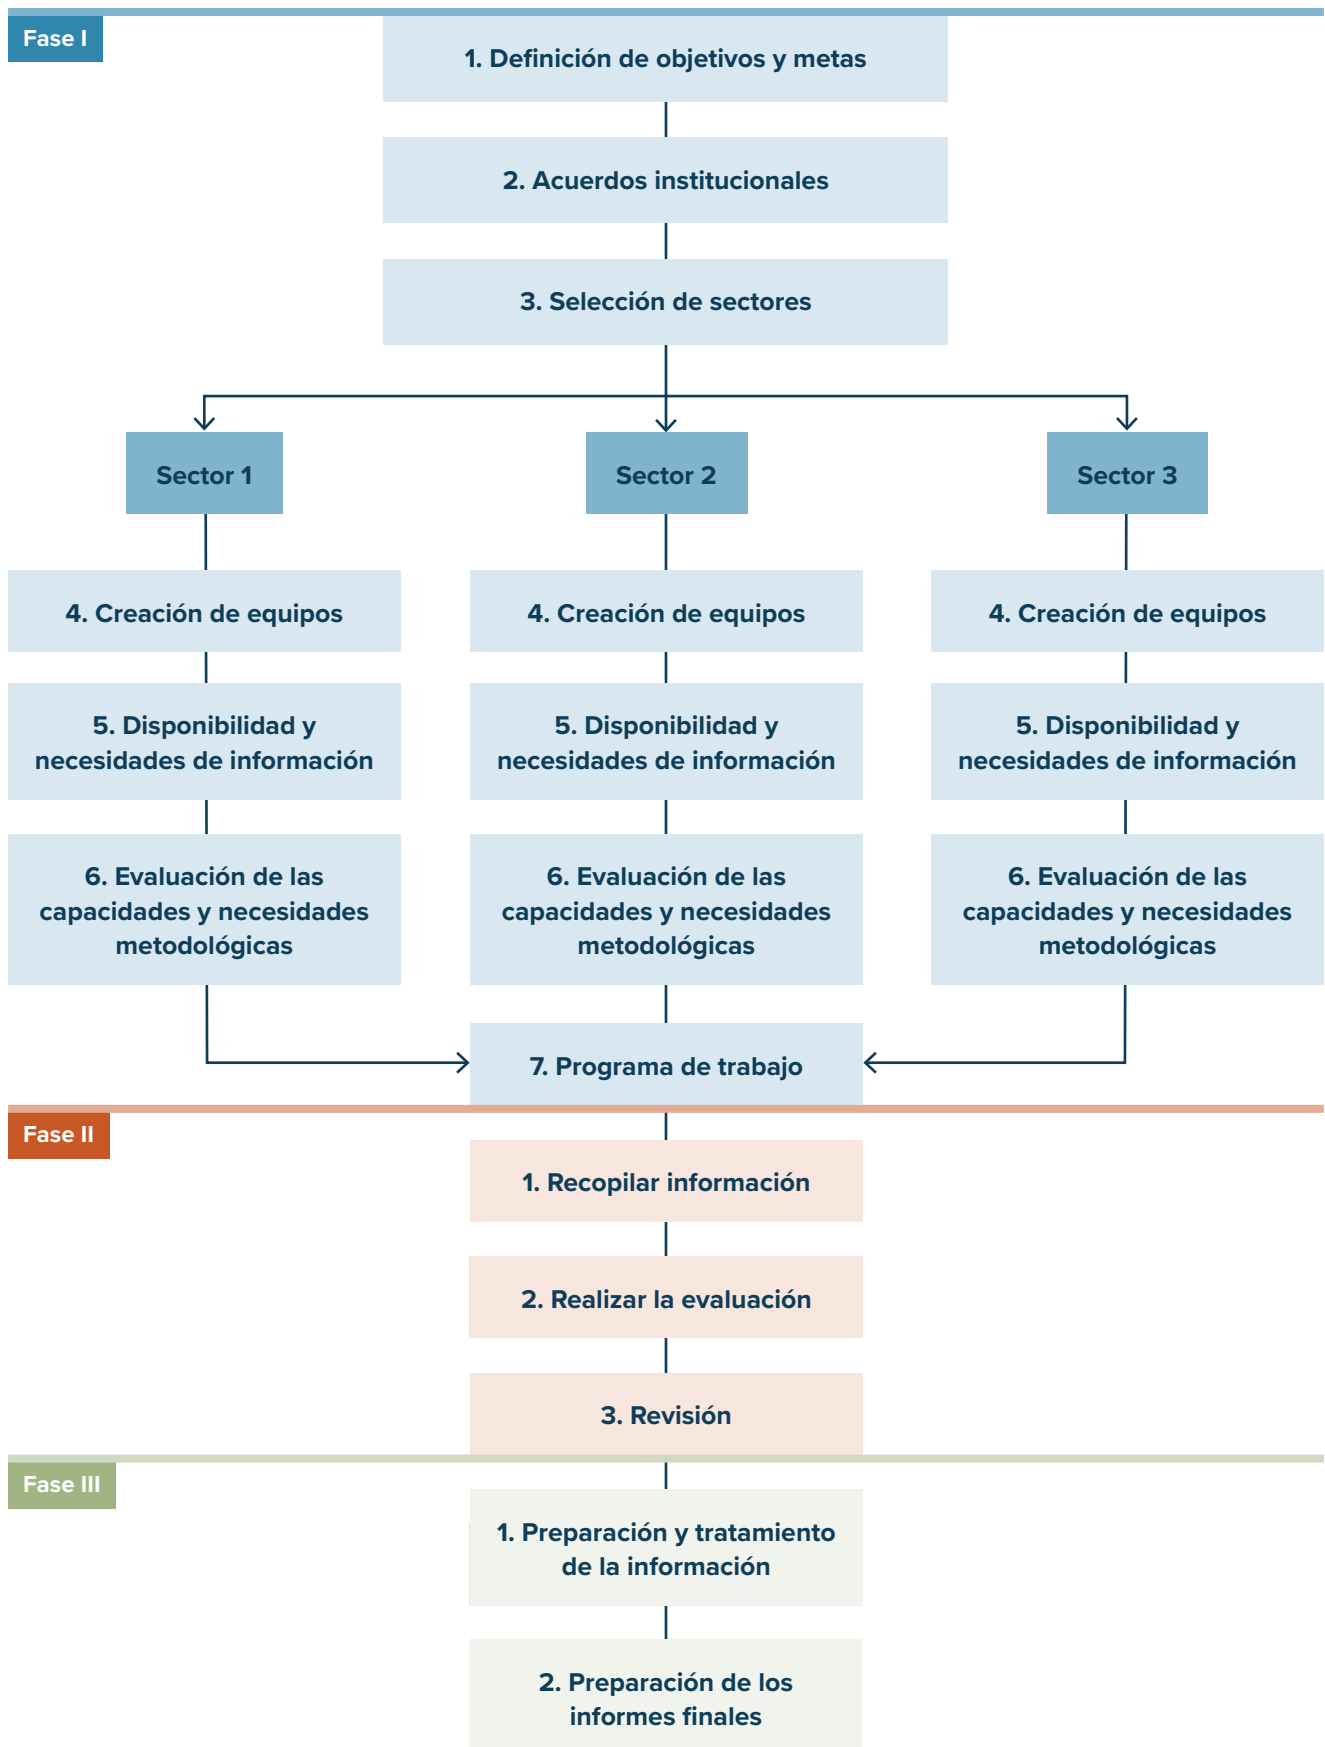 Fase I
1. Definición de objetivos y metas
2. Acuerdos institucionales
3. Selección de sectores
Sector 1
Sector 2
Sector 3
4. Creación de equipos
4. Creación de equipos
4. Creación de equipos
5. Disponibilidad y
necesidades de información
5. Disponibilidad y
necesidades de información
5. Disponibilidad y
necesidades de información
6. Evaluación de las
capacidades y necesidades
metodológicas
6. Evaluación de las
capacidades y necesidades
metodológicas
6. Evaluación de las
capacidades y necesidades
metodológicas
7. Programa de trabajo
Fase II
1. Recopilar información
2. Realizar la evaluación
3. Revisión
Fase III
1. Preparación y tratamiento
de la información
2. Preparación de los
informes finales